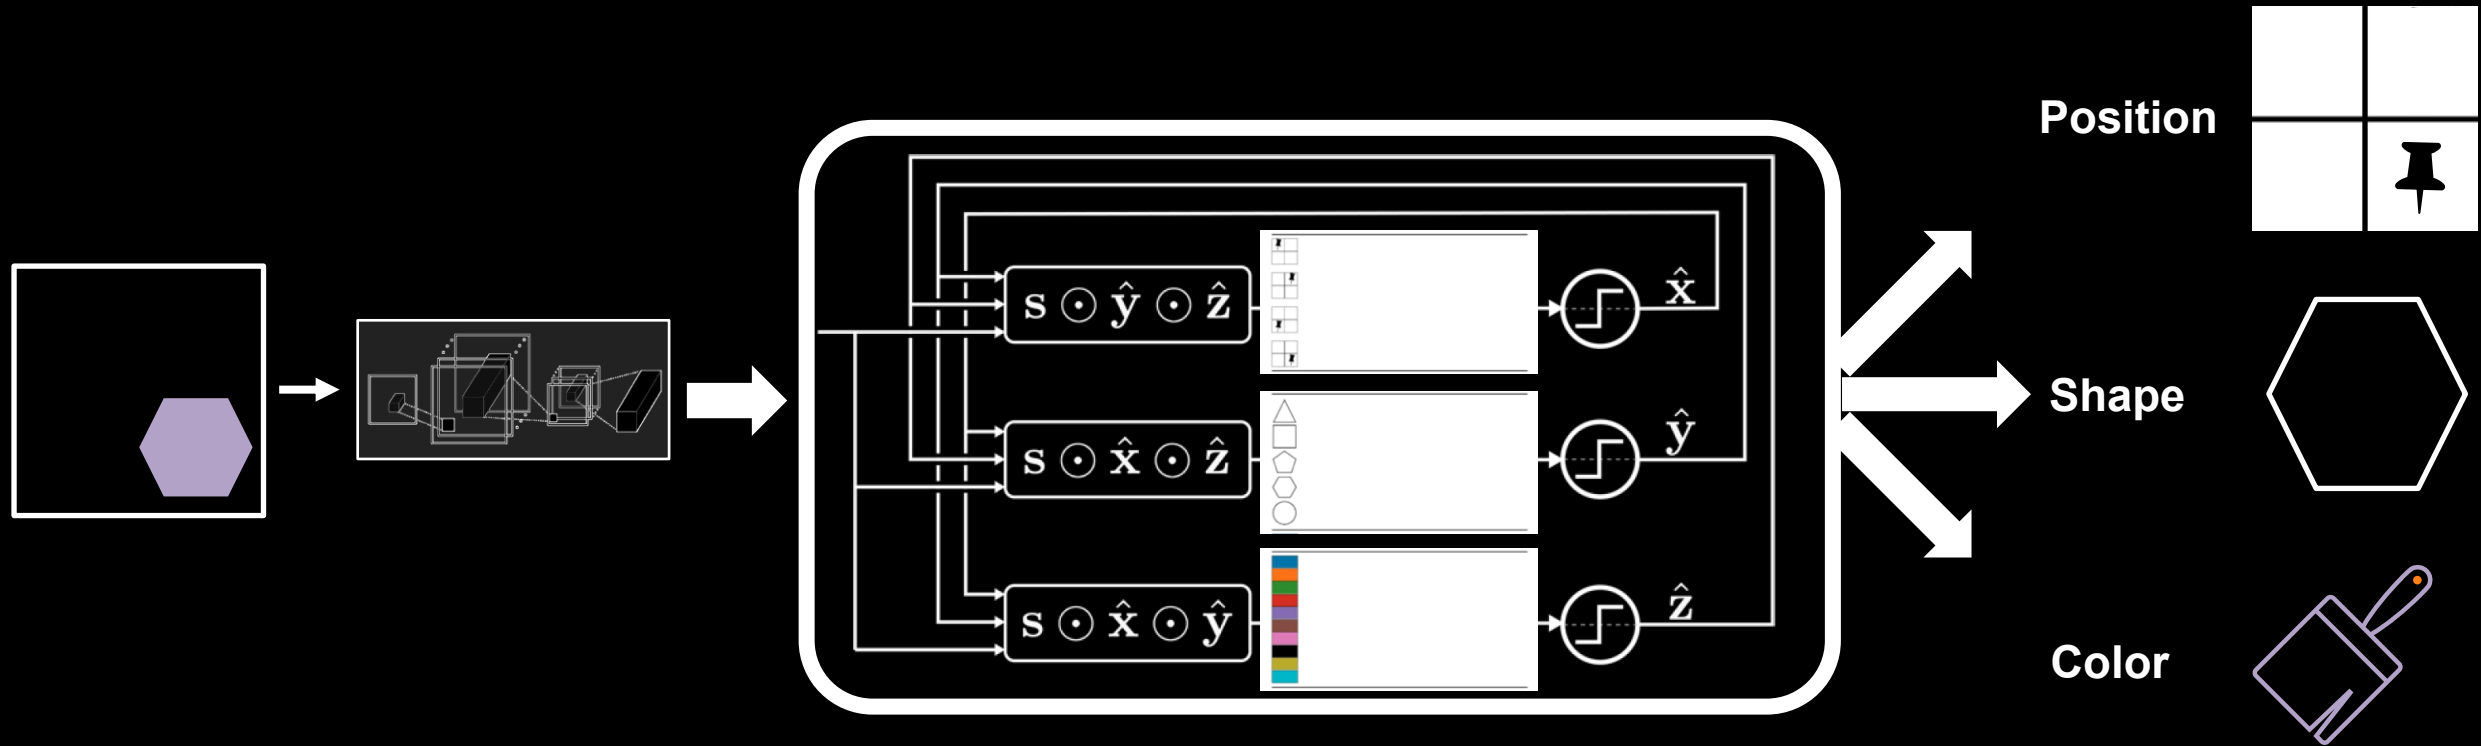 Position
s ⊙ ŷ ⊙ ẑ
x̂
s ⊙ x̂ ⊙ ẑ
ŷ
Shape
s ⊙ x̂ ⊙ ŷ
ẑ
Color